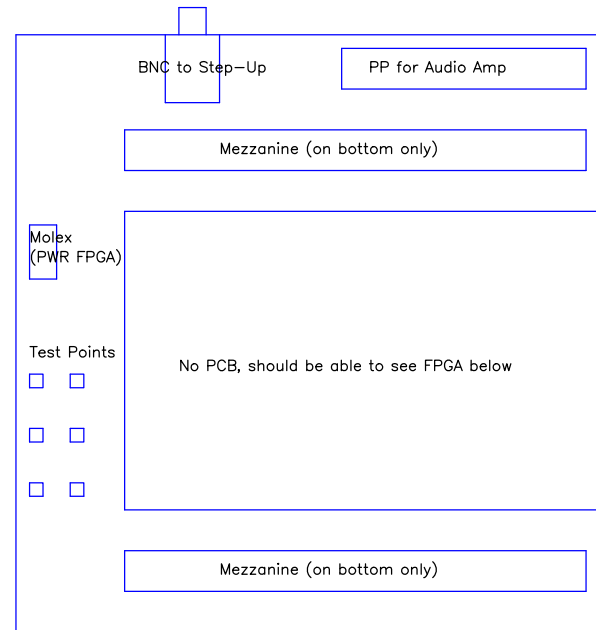 BNC to Step-Up
PP for Audio Amp
Mezzanine (on bottom only)
Molex
(PWR FPGA)
Test Points
No PCB, should be able to see FPGA below
Mezzanine (on bottom only)